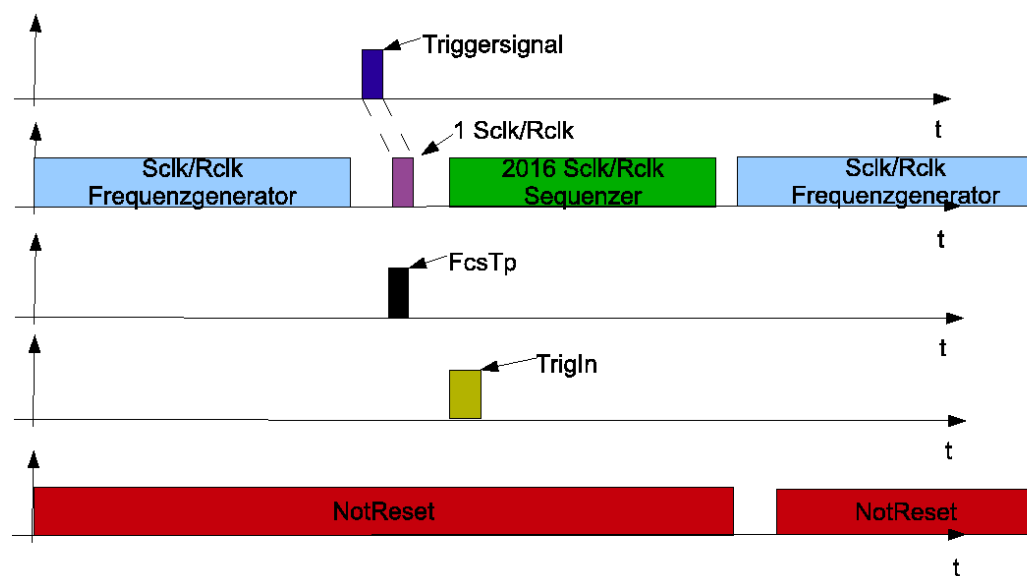 Triggersignal
t
1 Sclk/Rclk
Sclk/Rclk
Frequenzgenerator
2016 Sclk/Rclk
Sequenzer
Sclk/Rclk
Frequenzgenerator
t
FcsTp
t
TrigIn
t
NotReset
NotReset
t